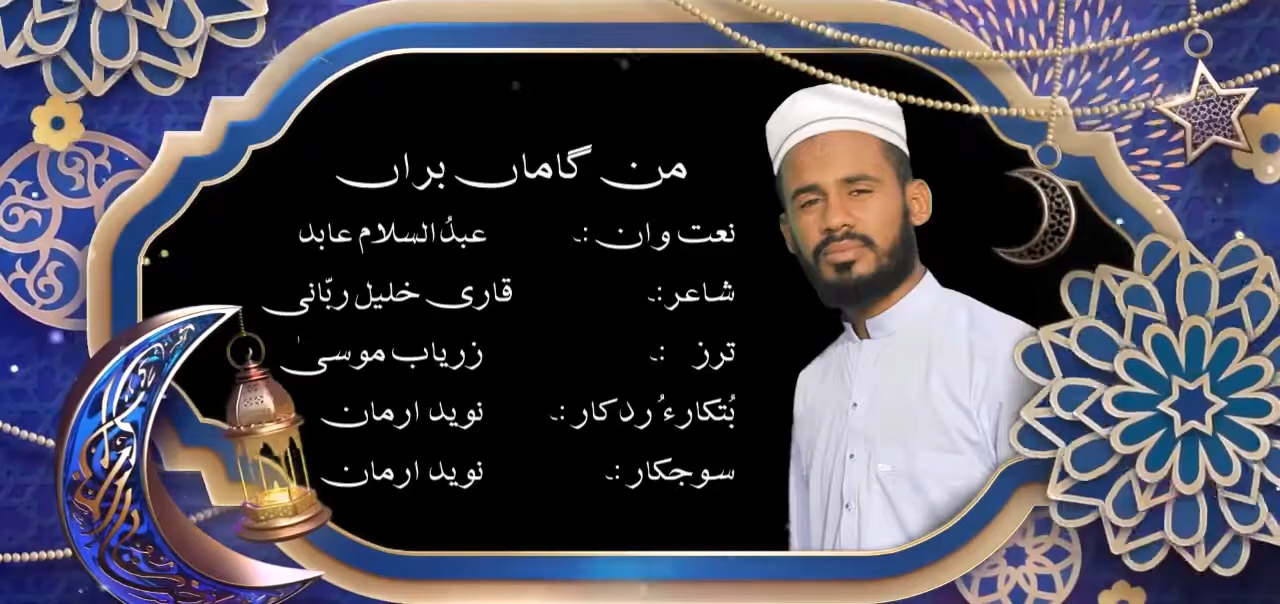 من گاماں براں
نعت وان :۔ عبدُالسلام عابد
شاعر :۔ قاری خلیل ربّانی
ترز :۔ زریاب موسیٰ
بُتکارءُ ردکار :۔ نوید ارمان
سوجکار :۔ نوید ارمان